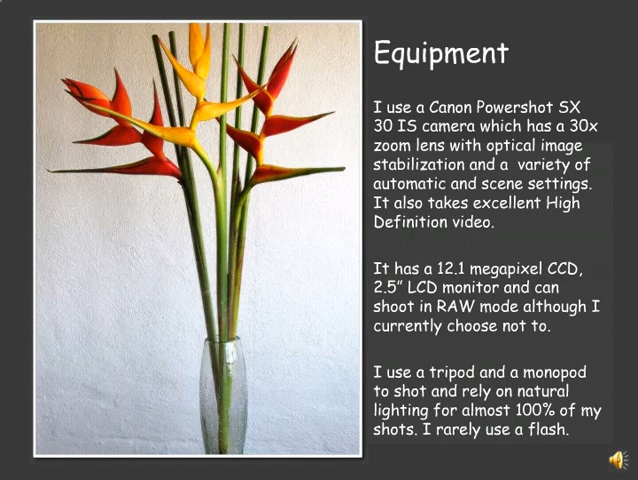 Equipment
I use a Canon Powershot SX
30 IS camera which has a 30x
zoom lens with optical image
stabilization and a variety of
automatic and scene settings.
It also takes excellent High
Definition video.
It has a 12.1 megapixel CCD,
2.5” LCD monitor and can
shoot in RAW mode although I
currently choose not to.
I use a tripod and a monopod
to shot and rely on natural
lighting for almost 100% of my
shots. I rarely use a flash.